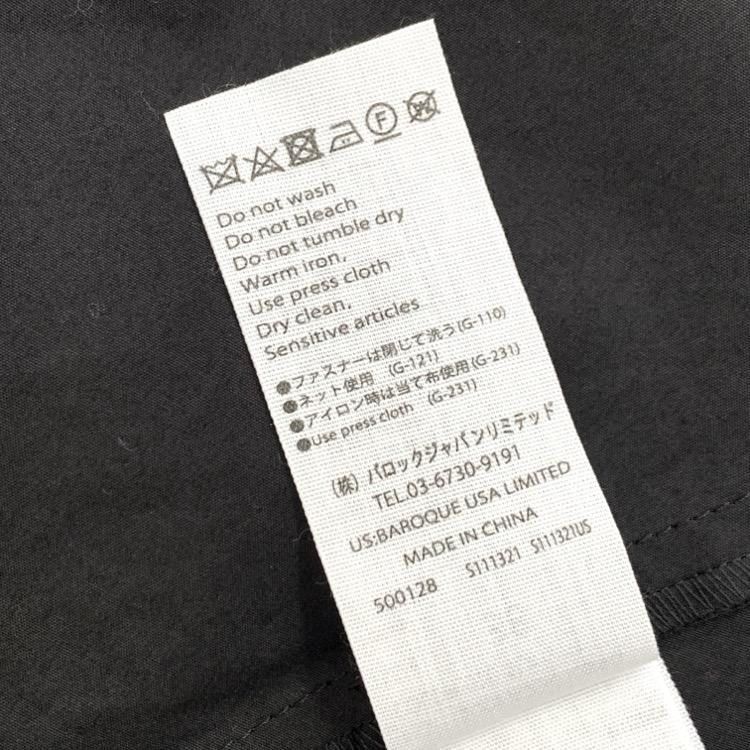 F W
Do not wash
Do not bleach
Do not tumble dry
Warm iron,
Use press cloth
Dry clean,
Sensitive articles
●ファスナーは閉じて洗う(G-110)
●ネット使用 (G-121)
●アイロン時は当て布使用(G-231)
●Use press cloth (G-231)
(株) バロックジャパンリミテッド
TEL.03-6730-9191
US:BAROQUE USA LIMITED
MADE IN CHINA
500128 S111321 S111321US